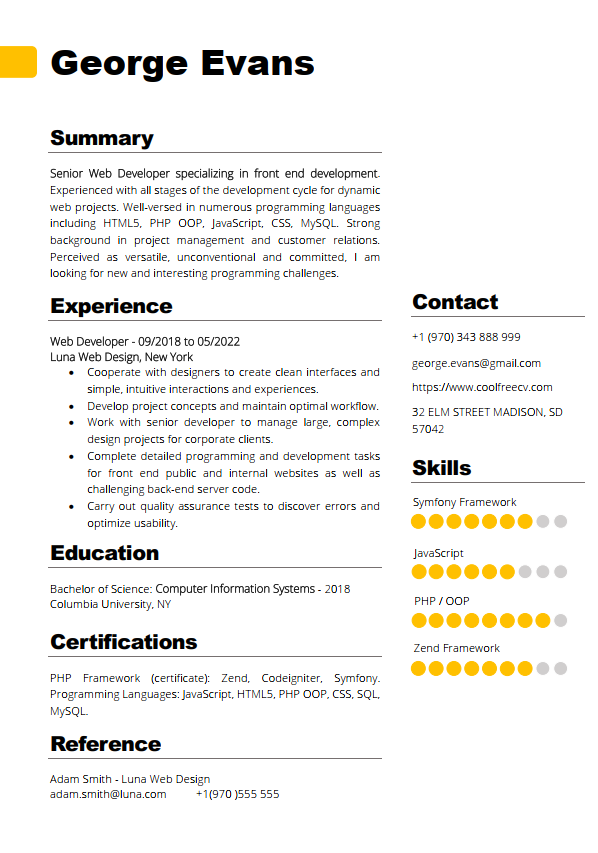 George Evans
Summary
Senior Web Developer specializing in front end development.
Experienced with all stages of the development cycle for dynamic
web projects. Well-versed in numerous programming languages
including HTML5, PHP OOP, JavaScript, CSS, MySQL. Strong
background in project management and customer relations.
Perceived as versatile, unconventional and committed, I am
looking for new and interesting programming challenges.
Experience
Web Developer - 09/2018 to 05/2022
Luna Web Design, New York
• Cooperate with designers to create clean interfaces and
simple, intuitive interactions and experiences.
• Develop project concepts and maintain optimal workflow.
• Work with senior developer to manage large, complex
design projects for corporate clients.
• Complete detailed programming and development tasks
for front end public and internal websites as well as
challenging back-end server code.
• Carry out quality assurance tests to discover errors and
optimize usability.
Education
Bachelor of Science: Computer Information Systems - 2018
Columbia University, NY
Certifications
PHP Framework (certificate): Zend, Codeigniter, Symfony.
Programming Languages: JavaScript, HTML5, PHP OOP, CSS, SQL,
MySQL.
Reference
Adam Smith - Luna Web Design
adam.smith@luna.com +1(970 )555 555
Contact
+1 (970) 343 888 999
george.evans@gmail.com
https://www.coolfreecv.com
32 ELM STREET MADISON, SD
57042
Skills
Symfony Framework
JavaScript
PHP / OOP
Zend Framework